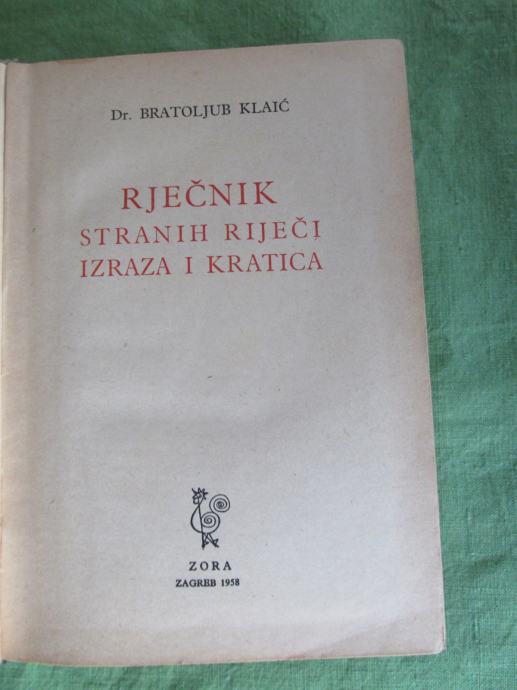 Dr. BRATOLJUB KLAIĆ
RJEČNIK
STRANIH RIJEČI
IZRAZA I KRATICA
ZORA
ZAGREB 1958